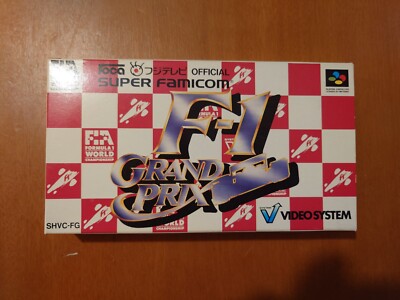 FOCA フジテレビ OFFICIAL
SUPER FAMICOM
F-1
GRAND
PRIX
FIA
FORMULA 1
WORLD
CHAMPIONSHIP
VIDEO SYSTEM
SHVC-FG